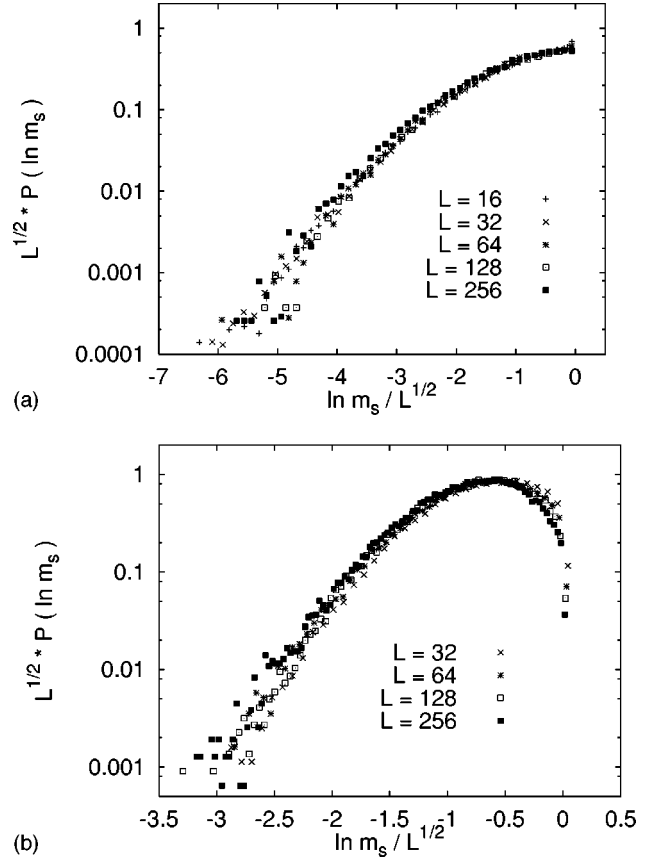 1
0.1
0.01
0.001
0.0001
L^{1/2} * P ( ln m_s )
L = 16
L = 32
L = 64
L = 128
L = 256
-7 -6 -5 -4 -3 -2 -1 0
ln m_s / L^{1/2}
(a)
1
0.1
0.01
0.001
L^{1/2} * P ( ln m_s )
L = 32
L = 64
L = 128
L = 256
-3.5 -3 -2.5 -2 -1.5 -1 -0.5 0 0.5
ln m_s / L^{1/2}
(b)